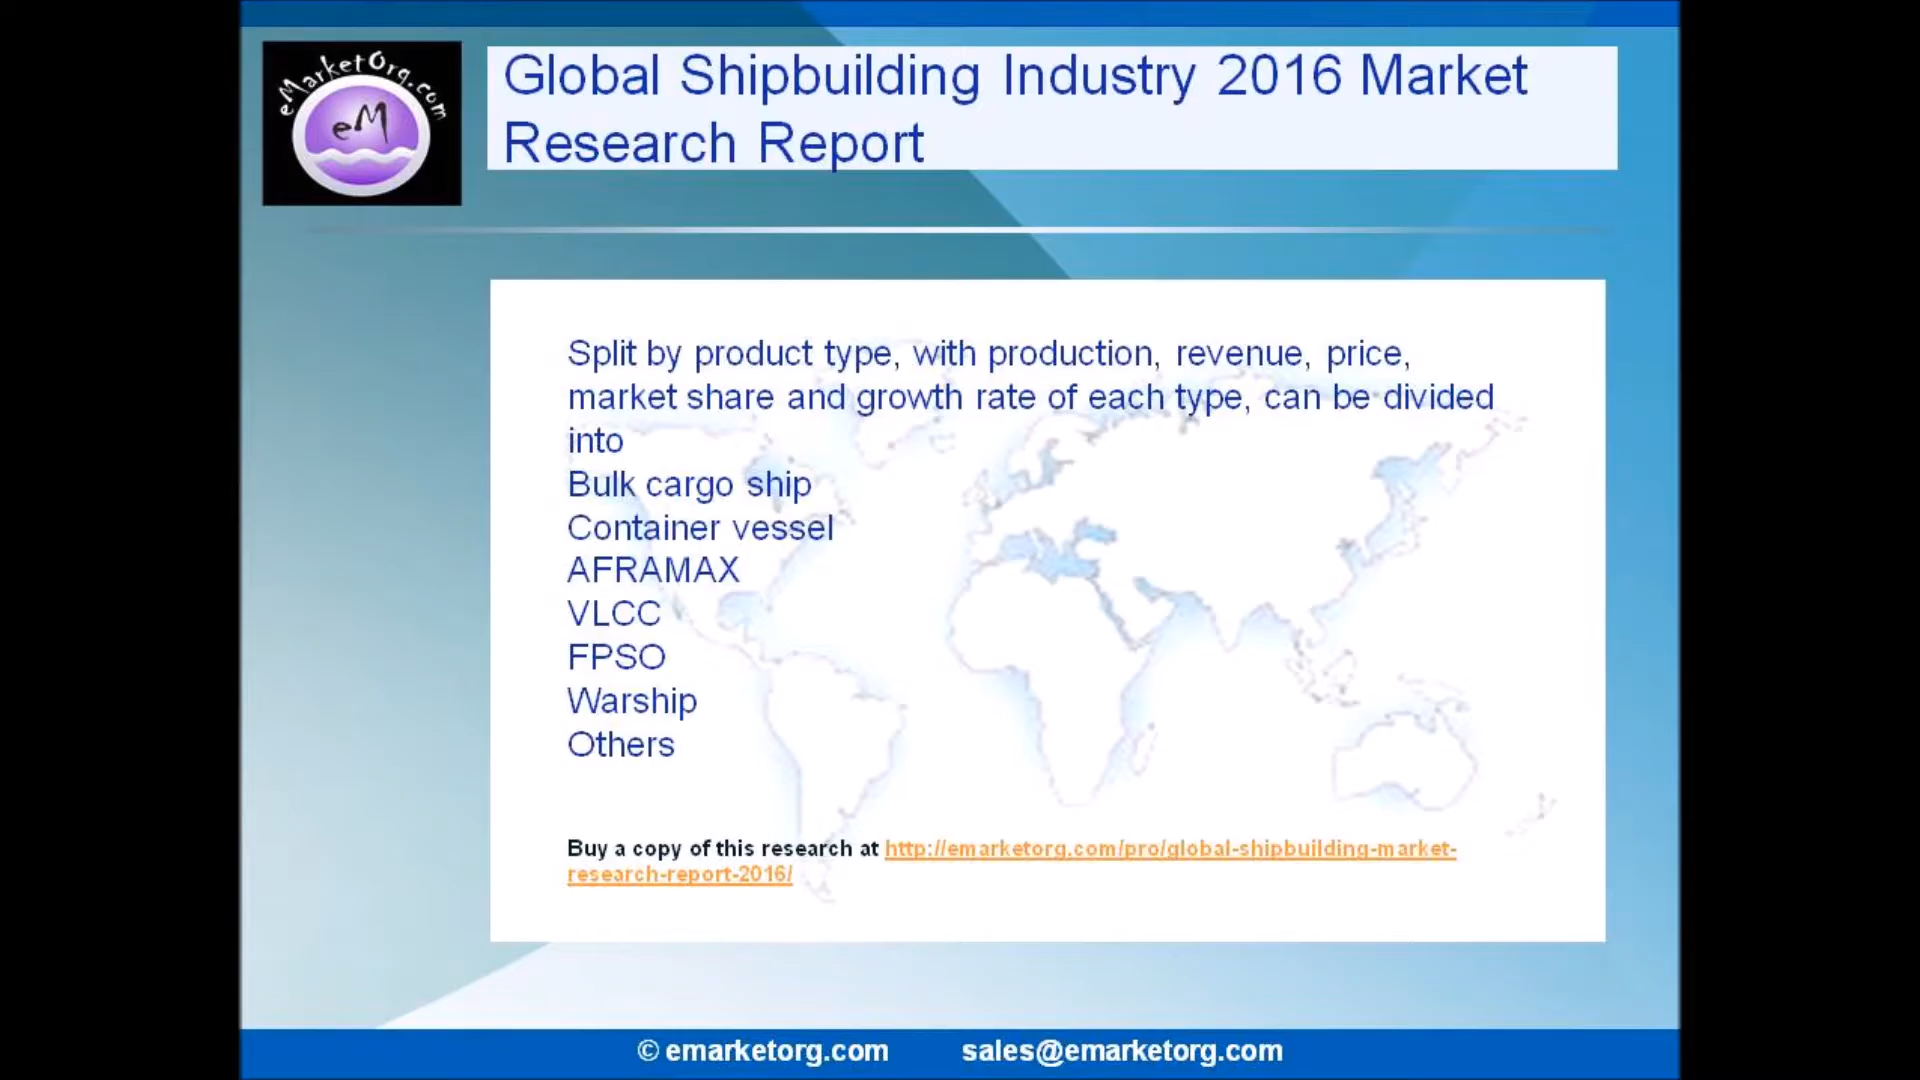 eMarketOrg.com
eM
Global Shipbuilding Industry 2016 Market
Research Report
Split by product type, with production, revenue, price,
market share and growth rate of each type, can be divided
into
Bulk cargo ship
Container vessel
AFRAMAX
VLCC
FPSO
Warship
Others
Buy a copy of this research at http://emarketorg.com/pro/global-shipbuilding-market-
research-report-2016/
© emarketorg.com sales@emarketorg.com